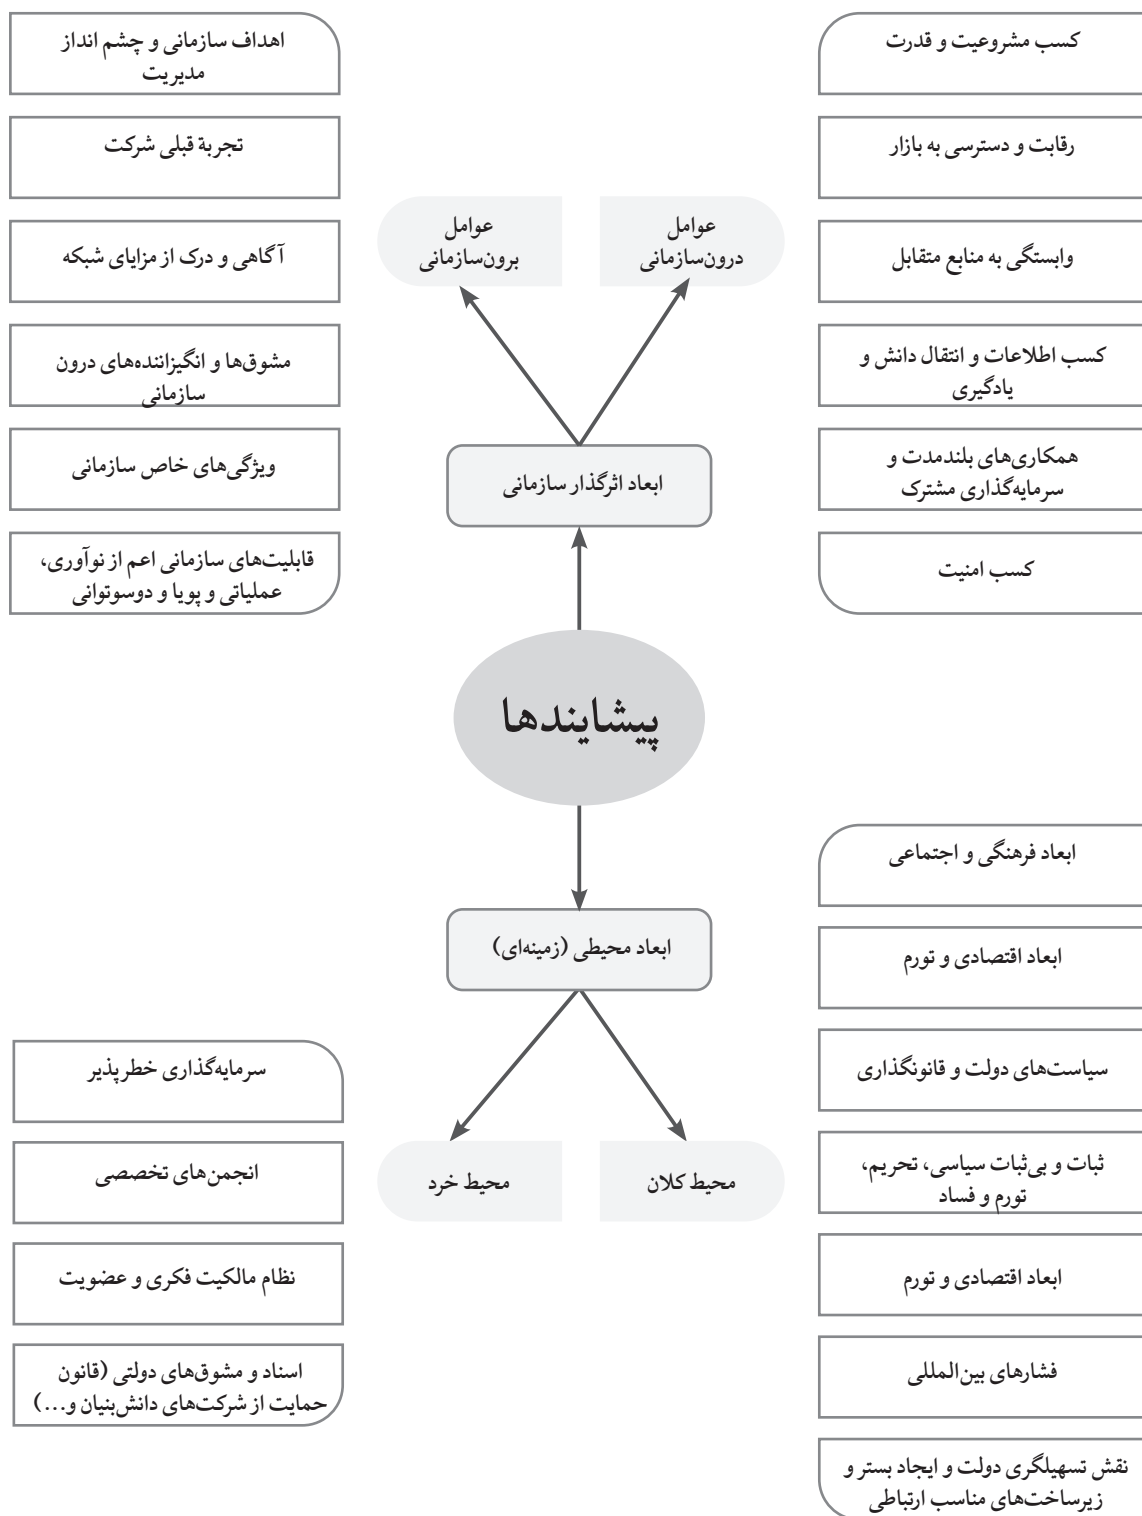 کسب مشروعیت و قدرت
رقابت و دسترسی به بازار
وابستگی به منابع متقابل
کسب اطلاعات و انتقال دانش و
یادگیری
همکاری‌های بلندمدت و
سرمایه‌گذاری مشترک
کسب امنیت
عوامل
درون‌سازمانی
عوامل
برون‌سازمانی
اهداف سازمانی و چشم انداز
مدیریت
تجربة قبلی شرکت
آگاهی و درک از مزایای شبکه
مشوق‌ها و انگیزاننده‌های درون
سازمانی
ویژگی‌های خاص سازمانی
قابلیت‌های سازمانی اعم از نوآوری،
عملیاتی و پویا و دوسوتوانی
ابعاد اثرگذار سازمانی
پیشایندها
ابعاد محیطی (زمینه‌ای)
ابعاد فرهنگی و اجتماعی
ابعاد اقتصادی و تورم
سیاست‌های دولت و قانونگذاری
ثبات و بی‌ثبات سیاسی، تحریم،
تورم و فساد
ابعاد اقتصادی و تورم
فشارهای بین‌المللی
نقش تسهیلگری دولت و ایجاد بستر و
زیرساخت‌های مناسب ارتباطی
محیط کلان
محیط خرد
سرمایه‌گذاری خطرپذیر
انجمن‌های تخصصی
نظام مالکیت فکری و عضویت
اسناد و مشوق‌های دولتی (قانون
حمایت از شرکت‌های دانش‌بنیان و...)